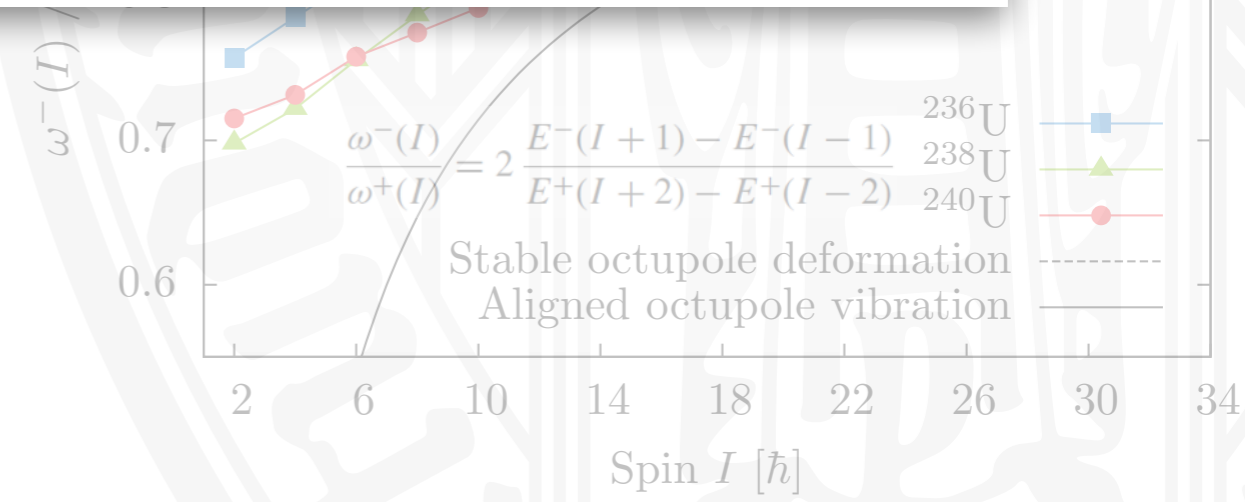 ω⁻(I)
0.7
0.6
ω⁻(I)/ω⁺(I) = 2 (E⁻(I + 1) − E⁻(I − 1))/(E⁺(I + 2) − E⁺(I − 2))
²³⁶U
²³⁸U
²⁴⁰U
Stable octupole deformation
Aligned octupole vibration
2 6 10 14 18 22 26 30 34
Spin I [ħ]